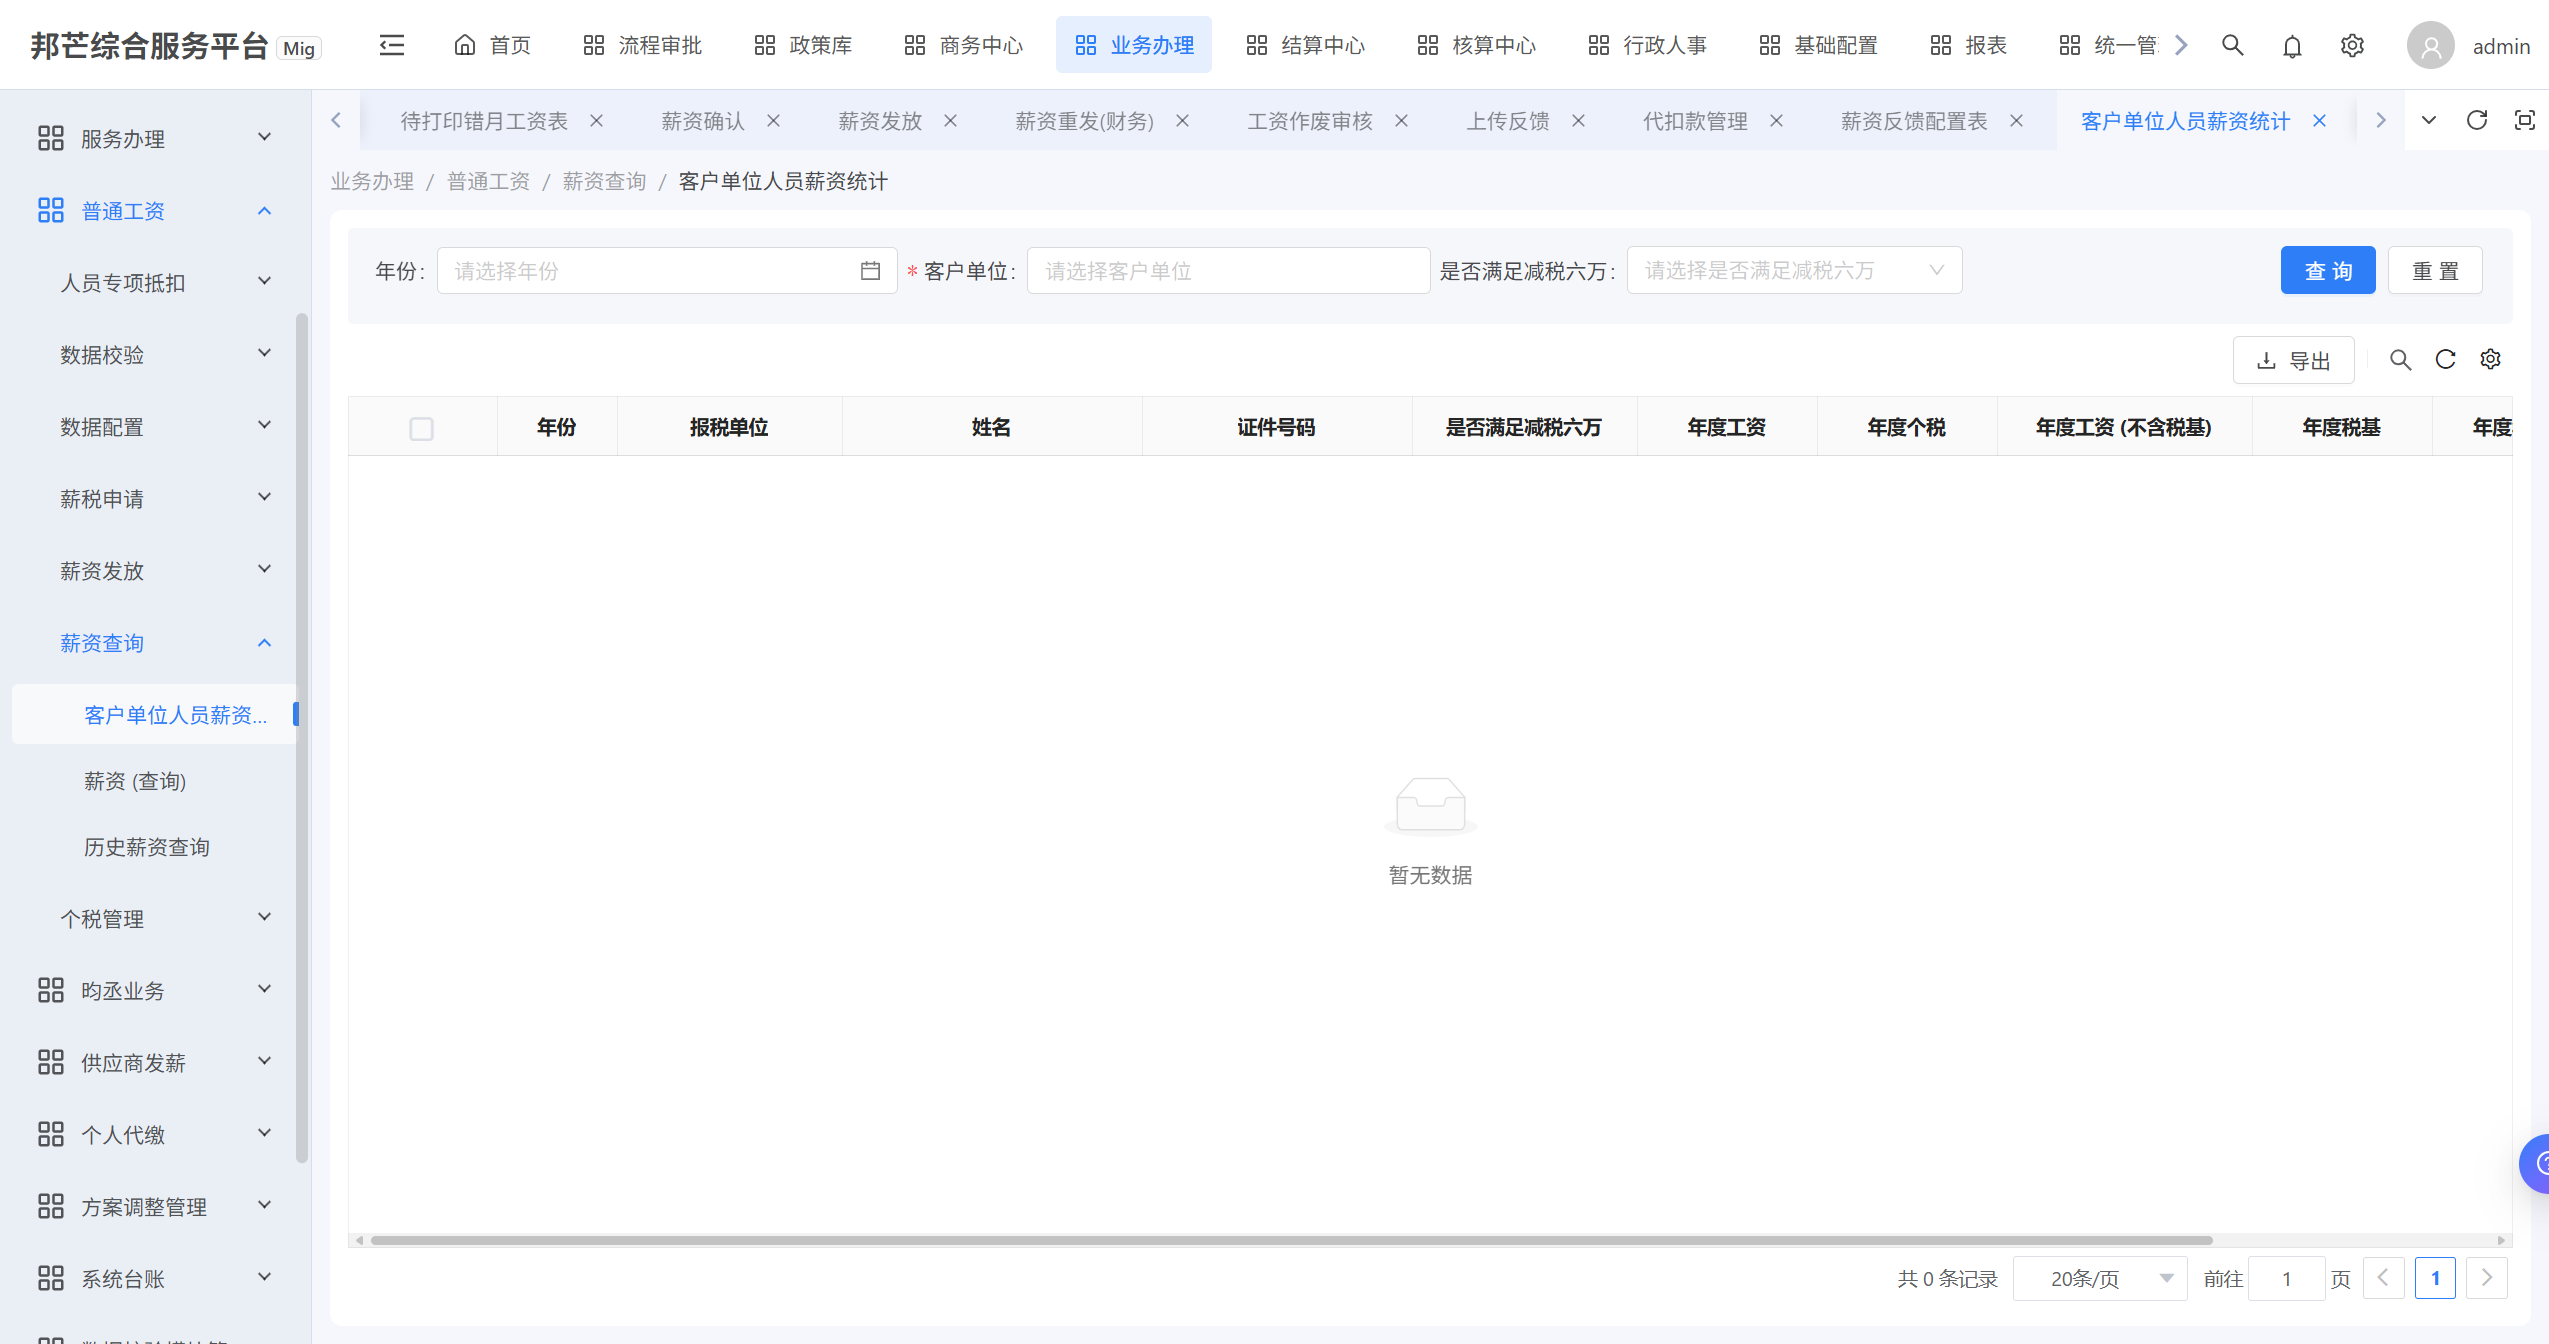 邦芒综合服务平台 Mig 首页 流程审批 政策库 商务中心 业务办理 结算中心 核算中心 行政人事 基础配置 报表 统一管 admin
待打印错月工资表 薪资确认 薪资发放 薪资重发(财务) 工资作废审核 上传反馈 代扣款管理 薪资反馈配置表 客户单位人员薪资统计
业务办理 / 普通工资 / 薪资查询 / 客户单位人员薪资统计
服务办理
普通工资
人员专项抵扣
数据校验
数据配置
薪税申请
薪资发放
薪资查询
客户单位人员薪资...
薪资 (查询)
历史薪资查询
个税管理
昀丞业务
供应商发薪
个人代缴
方案调整管理
系统台账
年份: 请选择年份 * 客户单位: 请选择客户单位 是否满足减税六万: 请选择是否满足减税六万 查 询 重 置
导出
年份 报税单位 姓名 证件号码 是否满足减税六万 年度工资 年度个税 年度工资 (不含税基) 年度税基 年度
暂无数据
共 0 条记录 20条/页 前往 1 页 1